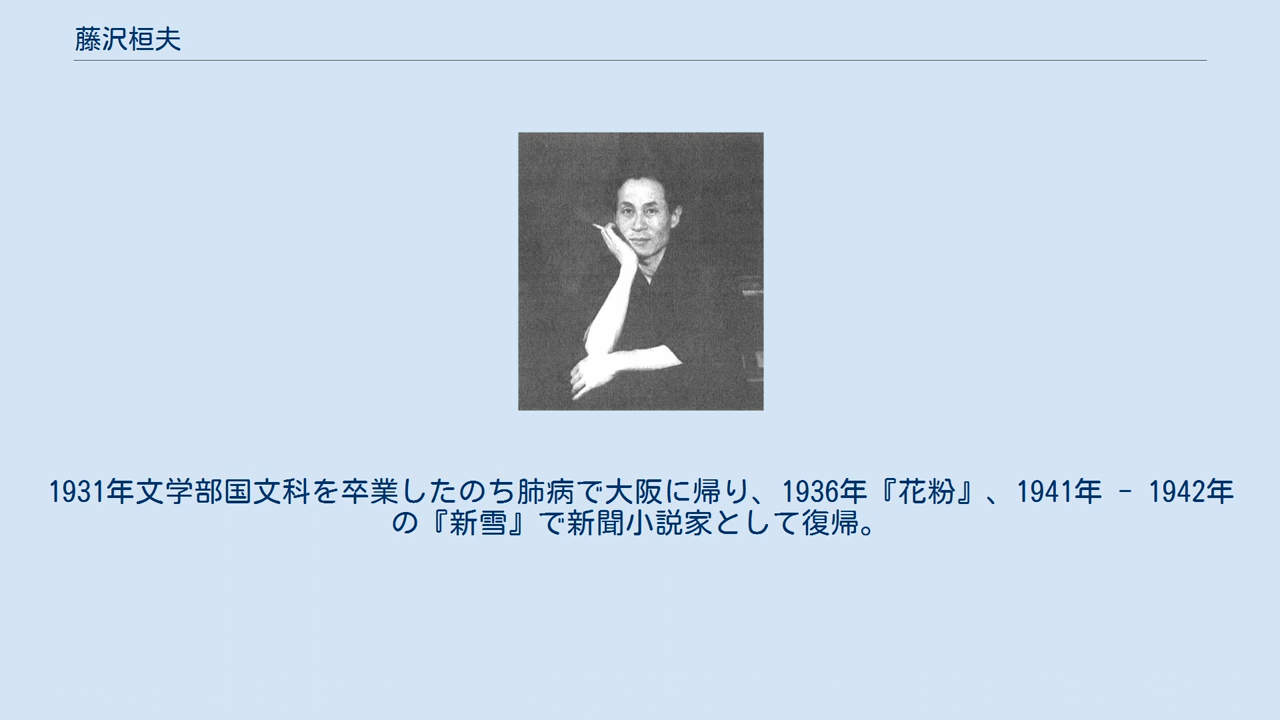 藤沢桓夫
1931年文学部国文科を卒業したのち肺病で大阪に帰り、1936年『花粉』、1941年 - 1942年
の『新雪』で新聞小説家として復帰。